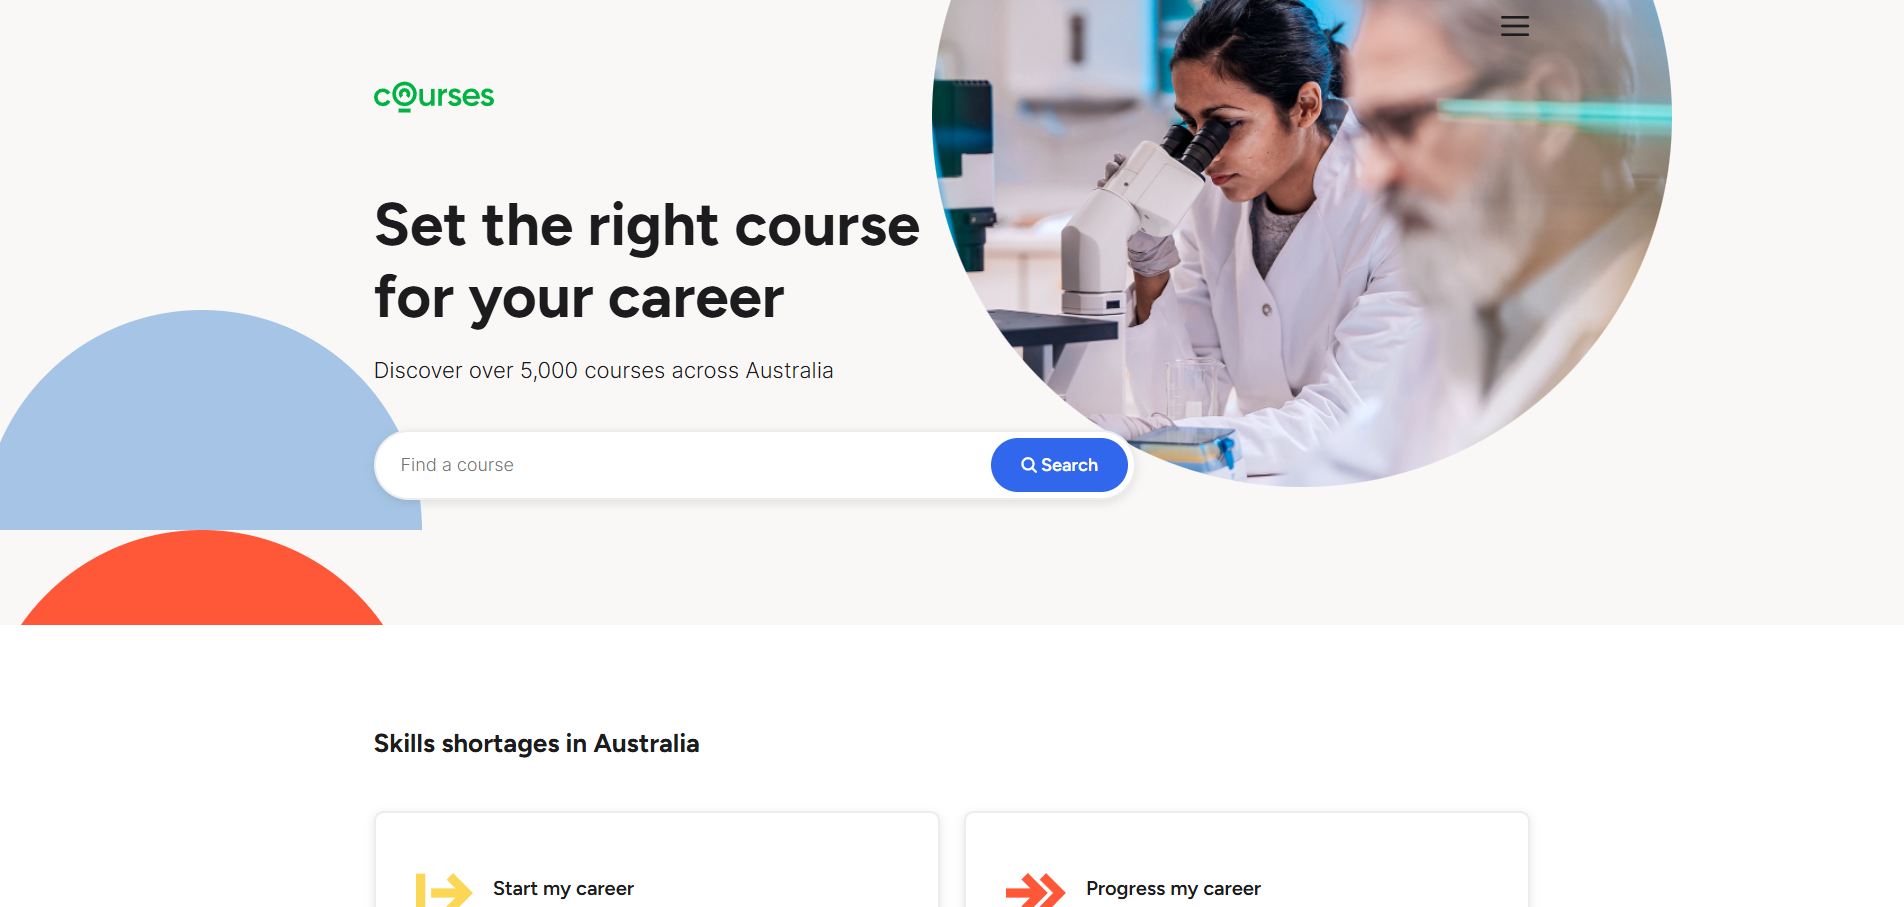 courses
Set the right course
for your career
Discover over 5,000 courses across Australia
Find a course
Search
Skills shortages in Australia
Start my career
Progress my career